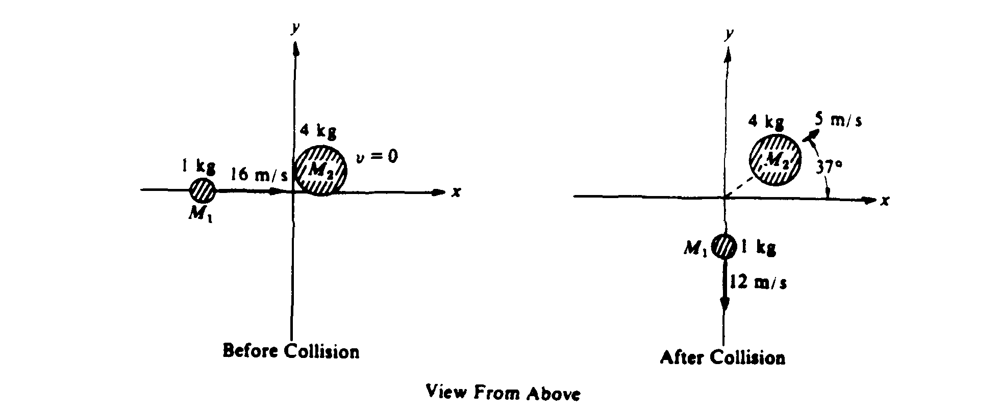 y
4 kg
v = 0
1 kg
16 m/s
M₂
x
M₁
Before Collision
y
4 kg
5 m/s
M₂
37°
x
M₁
1 kg
12 m/s
After Collision
View From Above